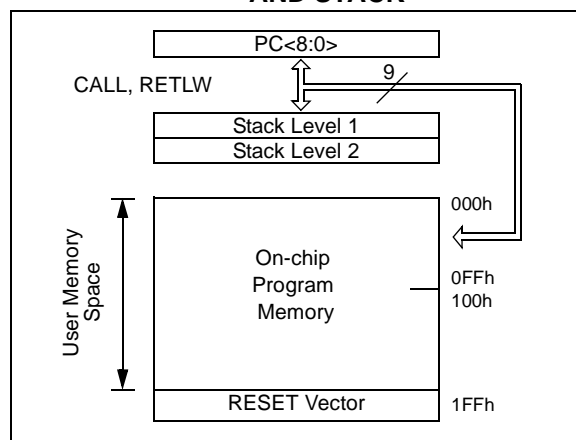 AND STACK
PC<8:0>
9
CALL, RETLW
Stack Level 1
Stack Level 2
000h
User Memory
Space
On-chip
Program
Memory
0FFh
100h
RESET Vector
1FFh